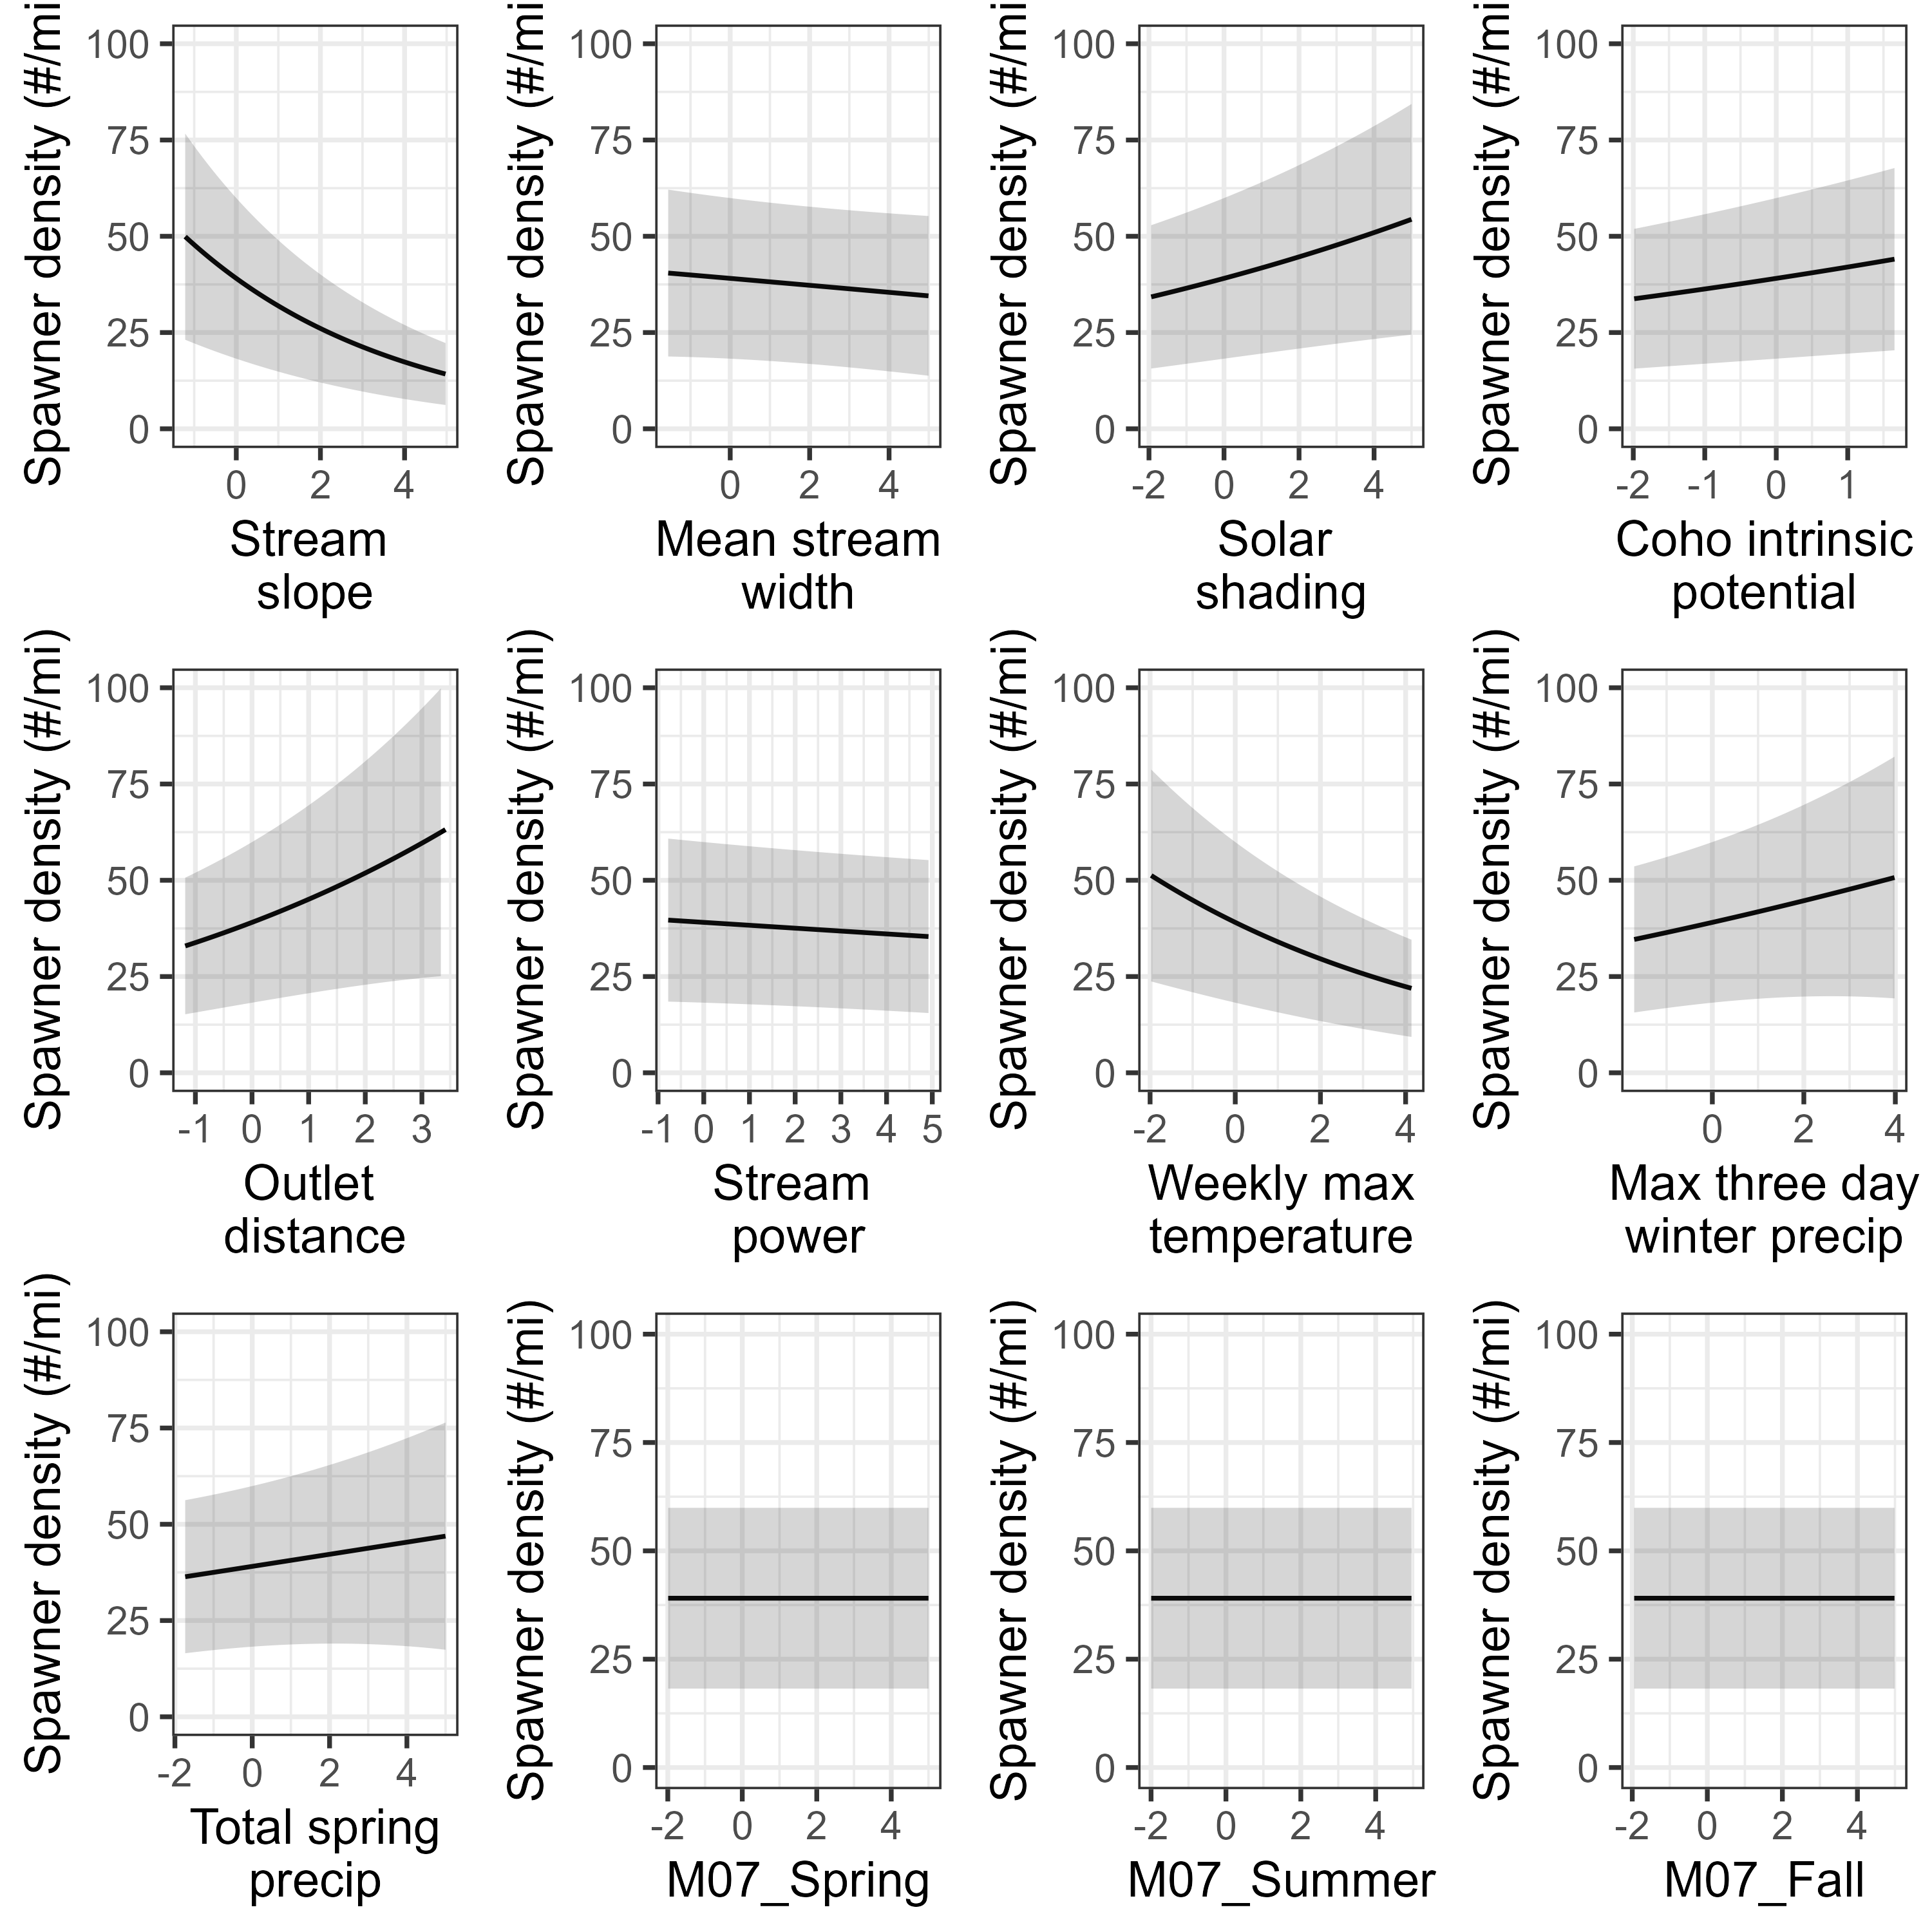 Spawner density (#/mi
100
75
50
25
0
0 2 4
Stream
slope
Spawner density (#/mi
100
75
50
25
0
0 2 4
Mean stream
width
Spawner density (#/mi
100
75
50
25
0
-2 0 2 4
Solar
shading
Spawner density (#/mi
100
75
50
25
0
-2 -1 0 1
Coho intrinsic
potential
Spawner density (#/mi)
100
75
50
25
0
-1 0 1 2 3
Outlet
distance
Spawner density (#/mi)
100
75
50
25
0
-1 0 1 2 3 4 5
Stream
power
Spawner density (#/mi)
100
75
50
25
0
-2 0 2 4
Weekly max
temperature
Spawner density (#/mi)
100
75
50
25
0
0 2 4
Max three day
winter precip
Spawner density (#/mi)
100
75
50
25
0
-2 0 2 4
Total spring
precip
Spawner density (#/mi)
100
75
50
25
0
-2 0 2 4
M07_Spring
Spawner density (#/mi)
100
75
50
25
0
-2 0 2 4
M07_Summer
Spawner density (#/mi)
100
75
50
25
0
-2 0 2 4
M07_Fall